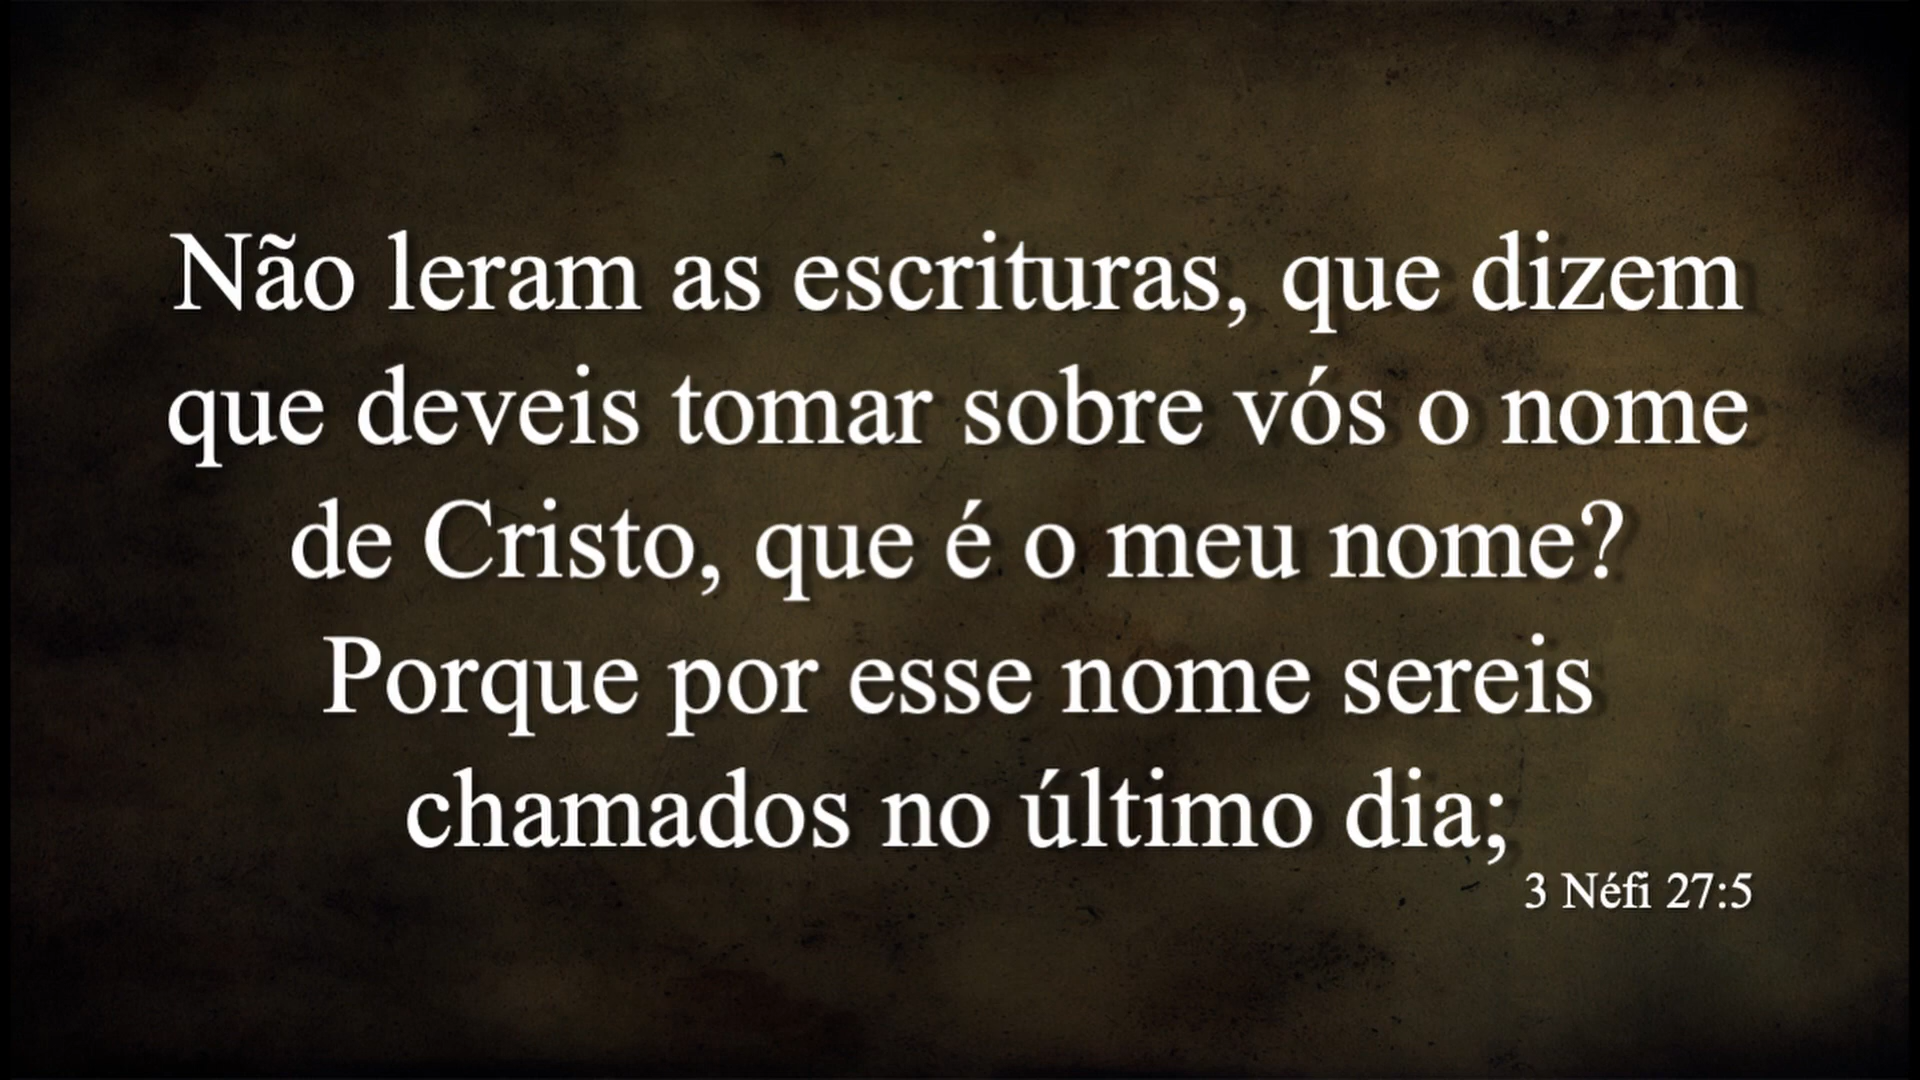 Não leram as escrituras, que dizem
que deveis tomar sobre vós o nome
de Cristo, que é o meu nome?
Porque por esse nome sereis
chamados no último dia;
3 Néfi 27:5